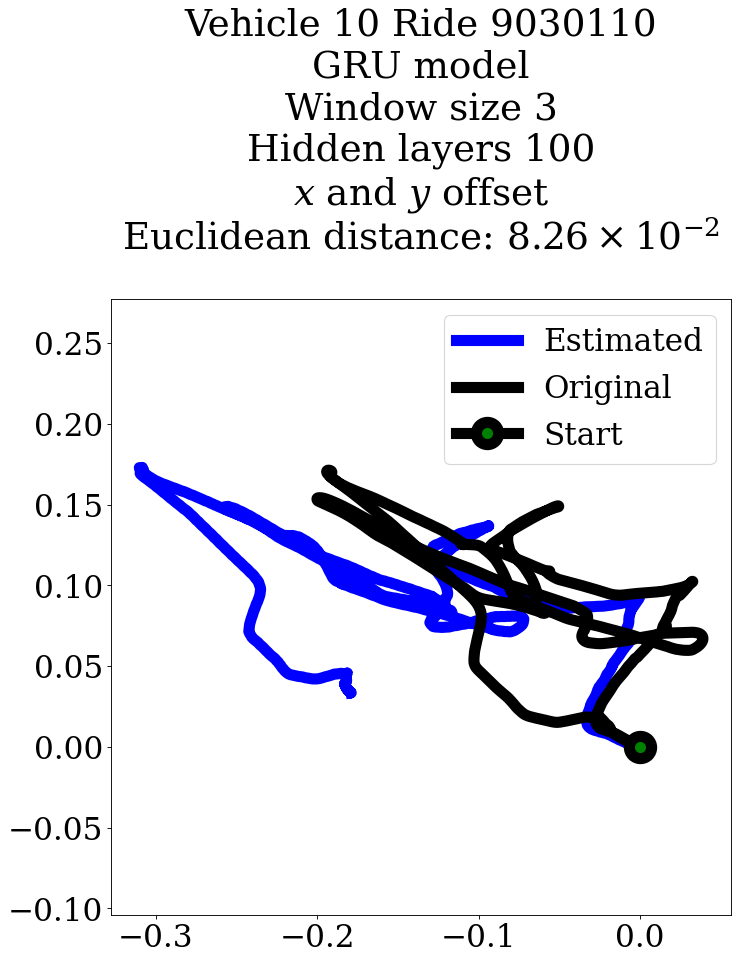 Vehicle 10 Ride 9030110
GRU model
Window size 3
Hidden layers 100
x and y offset
Euclidean distance: 8.26 × 10⁻²
Estimated
Original
Start
0.25
0.20
0.15
0.10
0.05
0.00
−0.05
−0.10
−0.3 −0.2 −0.1 0.0